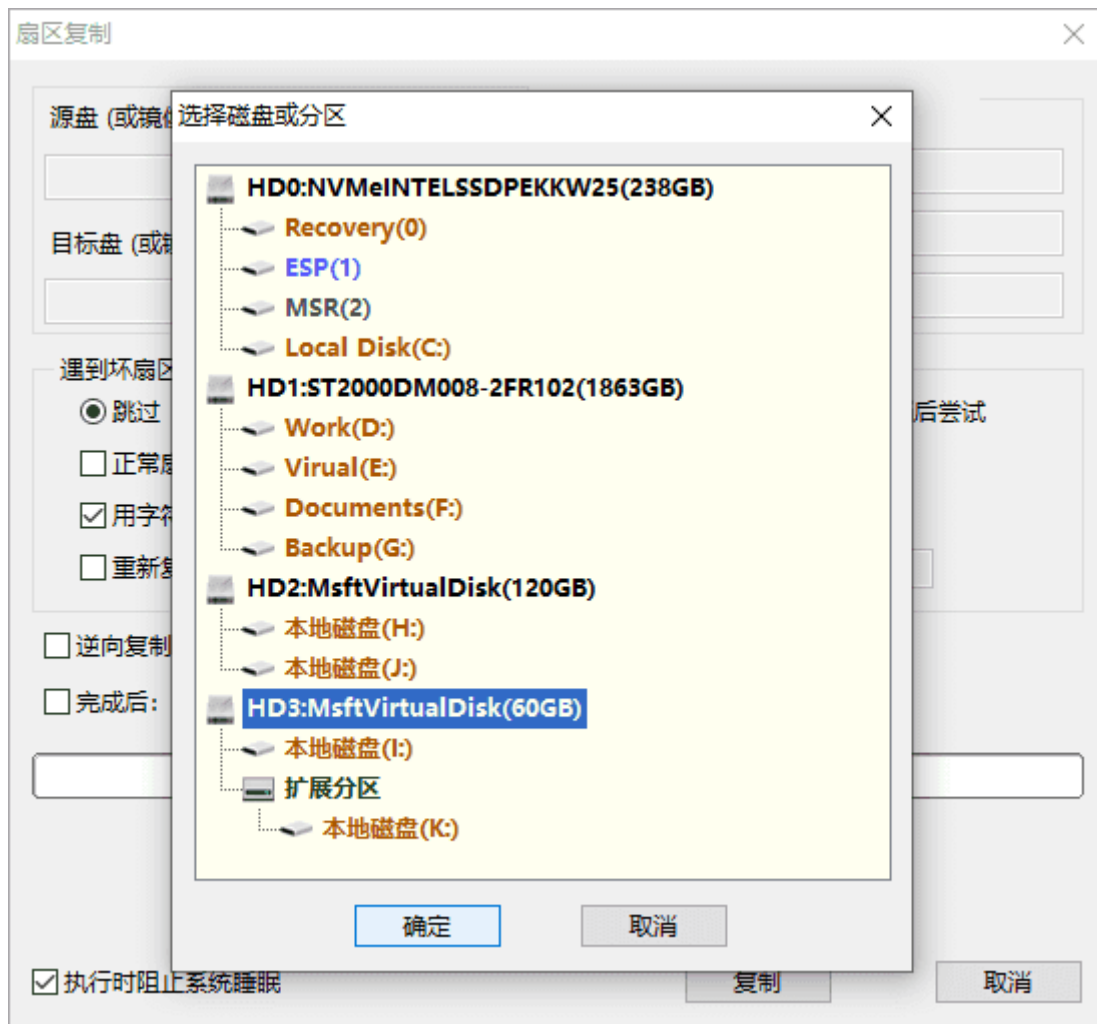 扇区复制
源盘 (或镜
选择磁盘或分区
HD0:NVMeINTELSSDPEKKW25(238GB)
Recovery(0)
目标盘 (或
ESP(1)
MSR(2)
Local Disk(C:)
遇到坏扇区
HD1:ST2000DM008-2FR102(1863GB)
跳过
后尝试
Work(D:)
正常
Virual(E:)
用字符
Documents(F:)
重新
Backup(G:)
HD2:MsftVirtualDisk(120GB)
本地磁盘(H:)
逆向复制
本地磁盘(J:)
完成后:
HD3:MsftVirtualDisk(60GB)
本地磁盘(I:)
扩展分区
本地磁盘(K:)
确定
取消
执行时阻止系统睡眠
复制
取消